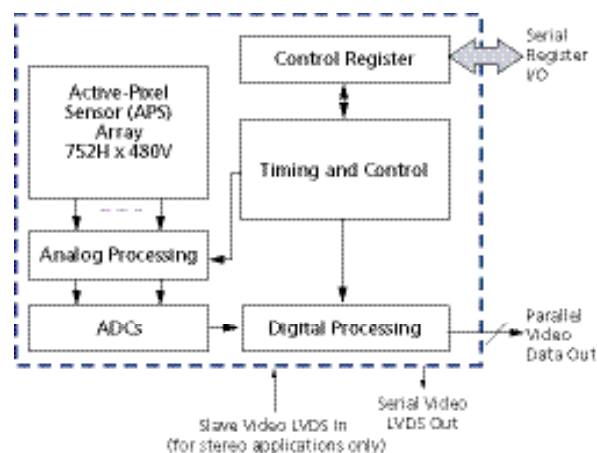 Control Register
Serial
Register
I/O
Active-Pixel
Sensor (APS)
Array
752H x 480V
Timing and Control
Analog Processing
ADCs
Digital Processing
Parallel
Video
Data Out
Slave Video LVDS In
(for stereo applications only)
Serial Video
LVDS Out